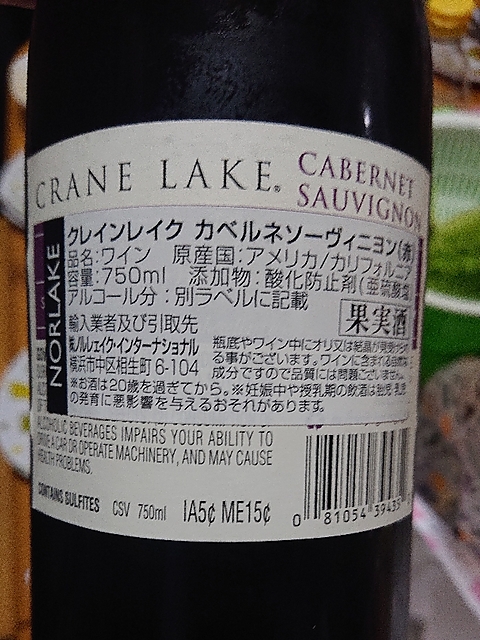 CRANE LAKE®
CABERNET
SAUVIGNON
NORLAKE
クレインレイク カベルネソーヴィニヨン(赤)
品名:ワイン 原産国:アメリカ/カリフォルニア
容量:750ml 添加物:酸化防止剤(亜硫酸塩)
アルコール分:別ラベルに記載
果実酒
輸入業者及び引取先
㈱ノルレェイク・インターナショナル
横浜市中区相生町6-104
瓶底やワイン中にオリ又は結晶が
る事がございます。ワインに含まれる
成分ですので品質には問題ございません。
※お酒は20歳を過ぎてから。※妊娠中や授乳期の飲酒は胎児・乳児
の発育に悪影響を与えるおそれがあります。
ALCOHOLIC BEVERAGES IMPAIRS YOUR ABILITY TO
DRIVE A CAR OR OPERATE MACHINERY, AND MAY CAUSE
HEALTH PROBLEMS.
CONTAINS SULFITES CSV 750ml IA5¢ ME15¢
0 81054 39435